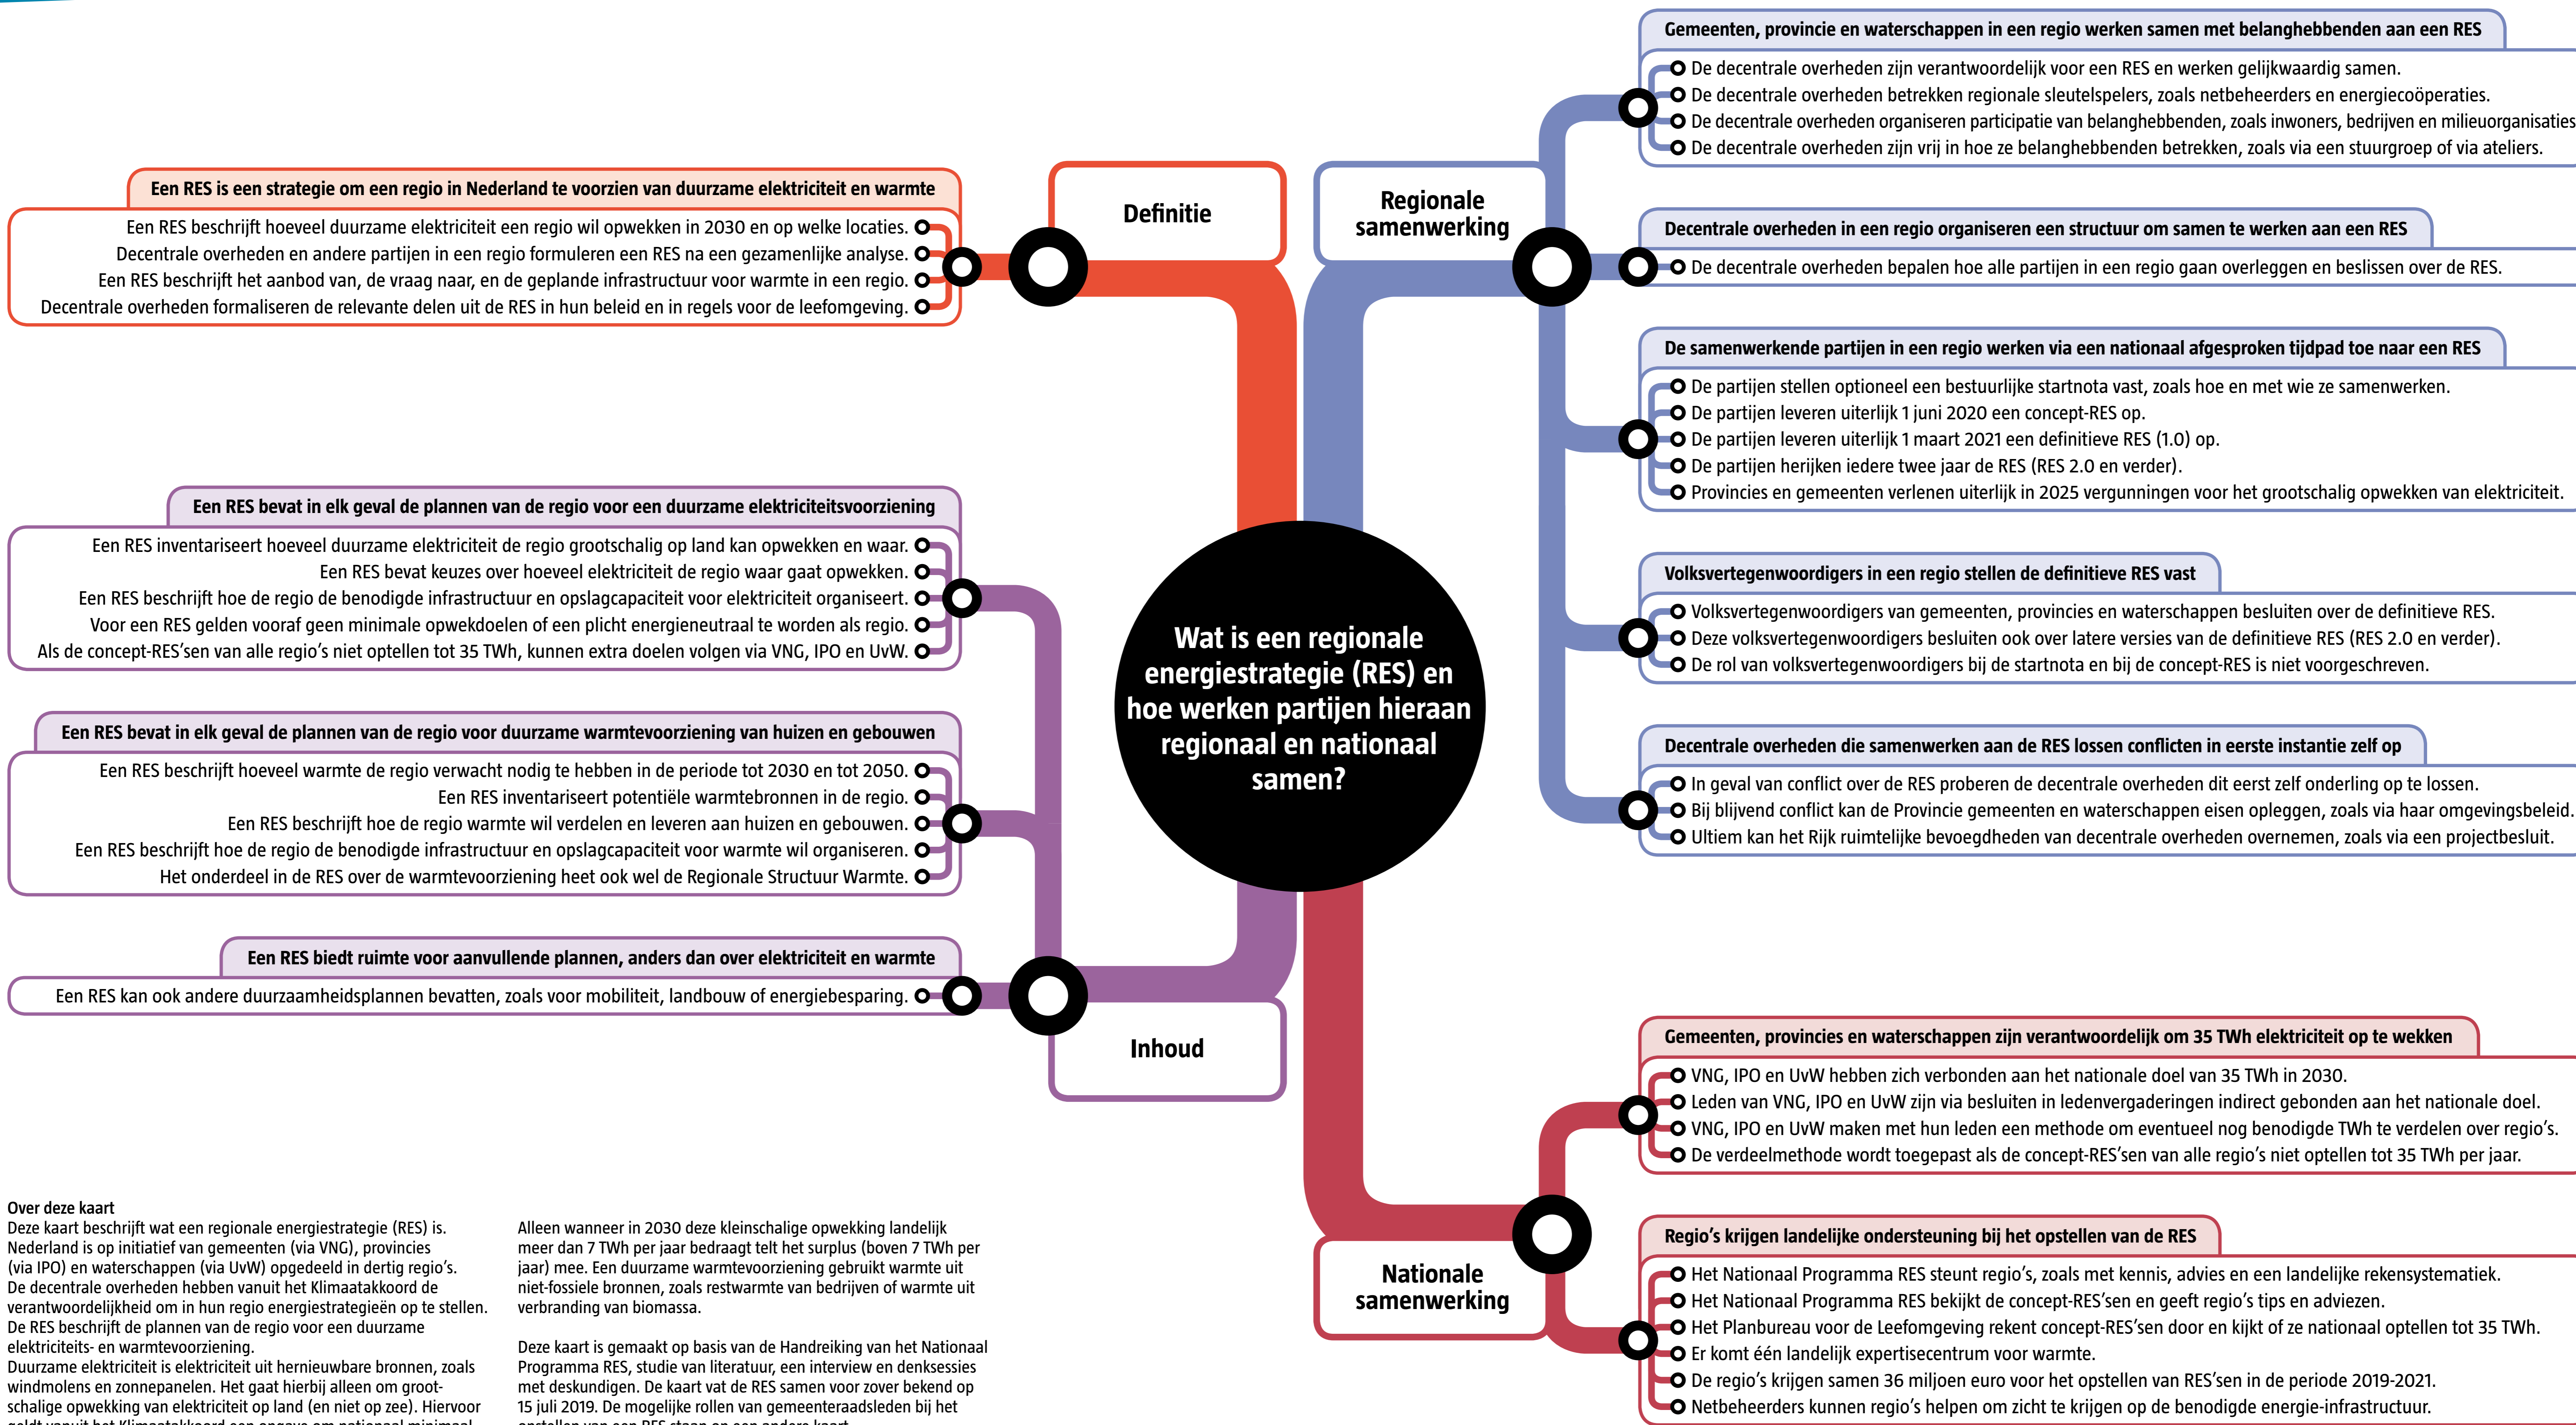 Wat is een regionale
energiestrategie (RES) en
hoe werken partijen hieraan
regionaal en nationaal
samen?
Definitie
Een RES is een strategie om een regio in Nederland te voorzien van duurzame elektriciteit en warmte
Een RES beschrijft hoeveel duurzame elektriciteit een regio wil opwekken in 2030 en op welke locaties.
Decentrale overheden en andere partijen in een regio formuleren een RES na een gezamenlijke analyse.
Een RES beschrijft het aanbod van, de vraag naar, en de geplande infrastructuur voor warmte in een regio.
Decentrale overheden formaliseren de relevante delen uit de RES in hun beleid en in regels voor de leefomgeving.
Inhoud
Een RES bevat in elk geval de plannen van de regio voor een duurzame elektriciteitsvoorziening
Een RES inventariseert hoeveel duurzame elektriciteit de regio grootschalig op land kan opwekken en waar.
Een RES bevat keuzes over hoeveel elektriciteit de regio waar gaat opwekken.
Een RES beschrijft hoe de regio de benodigde infrastructuur en opslagcapaciteit voor elektriciteit organiseert.
Voor een RES gelden vooraf geen minimale opwekdoelen of een plicht energieneutraal te worden als regio.
Als de concept-RES'sen van alle regio's niet optellen tot 35 TWh, kunnen extra doelen volgen via VNG, IPO en UvW.
Een RES bevat in elk geval de plannen van de regio voor duurzame warmtevoorziening van huizen en gebouwen
Een RES beschrijft hoeveel warmte de regio verwacht nodig te hebben in de periode tot 2030 en tot 2050.
Een RES inventariseert potentiële warmtebronnen in de regio.
Een RES beschrijft hoe de regio warmte wil verdelen en leveren aan huizen en gebouwen.
Een RES beschrijft hoe de regio de benodigde infrastructuur en opslagcapaciteit voor warmte wil organiseren.
Het onderdeel in de RES over de warmtevoorziening heet ook wel de Regionale Structuur Warmte.
Een RES biedt ruimte voor aanvullende plannen, anders dan over elektriciteit en warmte
Een RES kan ook andere duurzaamheidsplannen bevatten, zoals voor mobiliteit, landbouw of energiebesparing.
Regionale
samenwerking
Gemeenten, provincie en waterschappen in een regio werken samen met belanghebbenden aan een RES
De decentrale overheden zijn verantwoordelijk voor een RES en werken gelijkwaardig samen.
De decentrale overheden betrekken regionale sleutelspelers, zoals netbeheerders en energiecoöperaties.
De decentrale overheden organiseren participatie van belanghebbenden, zoals inwoners, bedrijven en milieuorganisaties
De decentrale overheden zijn vrij in hoe ze belanghebbenden betrekken, zoals via een stuurgroep of via ateliers.
Decentrale overheden in een regio organiseren een structuur om samen te werken aan een RES
De decentrale overheden bepalen hoe alle partijen in een regio gaan overleggen en beslissen over de RES.
De samenwerkende partijen in een regio werken via een nationaal afgesproken tijdpad toe naar een RES
De partijen stellen optioneel een bestuurlijke startnota vast, zoals hoe en met wie ze samenwerken.
De partijen leveren uiterlijk 1 juni 2020 een concept-RES op.
De partijen leveren uiterlijk 1 maart 2021 een definitieve RES (1.0) op.
De partijen herijken iedere twee jaar de RES (RES 2.0 en verder).
Provincies en gemeenten verlenen uiterlijk in 2025 vergunningen voor het grootschalig opwekken van elektriciteit.
Volksvertegenwoordigers in een regio stellen de definitieve RES vast
Volksvertegenwoordigers van gemeenten, provincies en waterschappen besluiten over de definitieve RES.
Deze volksvertegenwoordigers besluiten ook over latere versies van de definitieve RES (RES 2.0 en verder).
De rol van volksvertegenwoordigers bij de startnota en bij de concept-RES is niet voorgeschreven.
Decentrale overheden die samenwerken aan de RES lossen conflicten in eerste instantie zelf op
In geval van conflict over de RES proberen de decentrale overheden dit eerst zelf onderling op te lossen.
Bij blijvend conflict kan de Provincie gemeenten en waterschappen eisen opleggen, zoals via haar omgevingsbeleid.
Ultiem kan het Rijk ruimtelijke bevoegdheden van decentrale overheden overnemen, zoals via een projectbesluit.
Nationale
samenwerking
Gemeenten, provincies en waterschappen zijn verantwoordelijk om 35 TWh elektriciteit op te wekken
VNG, IPO en UvW hebben zich verbonden aan het nationale doel van 35 TWh in 2030.
Leden van VNG, IPO en UvW zijn via besluiten in ledenvergaderingen indirect gebonden aan het nationale doel.
VNG, IPO en UvW maken met hun leden een methode om eventueel nog benodigde TWh te verdelen over regio's.
De verdeelmethode wordt toegepast als de concept-RES'sen van alle regio's niet optellen tot 35 TWh per jaar.
Regio's krijgen landelijke ondersteuning bij het opstellen van de RES
Het Nationaal Programma RES steunt regio's, zoals met kennis, advies en een landelijke rekensystematiek.
Het Nationaal Programma RES bekijkt de concept-RES'sen en geeft regio's tips en adviezen.
Het Planbureau voor de Leefomgeving rekent concept-RES'sen door en kijkt of ze nationaal optellen tot 35 TWh.
Er komt één landelijk expertisecentrum voor warmte.
De regio's krijgen samen 36 miljoen euro voor het opstellen van RES'sen in de periode 2019-2021.
Netbeheerders kunnen regio's helpen om zicht te krijgen op de benodigde energie-infrastructuur.
Over deze kaart
Deze kaart beschrijft wat een regionale energiestrategie (RES) is.
Nederland is op initiatief van gemeenten (via VNG), provincies
(via IPO) en waterschappen (via UvW) opgedeeld in dertig regio's.
De decentrale overheden hebben vanuit het Klimaatakkoord de
verantwoordelijkheid om in hun regio energiestrategieën op te stellen.
De RES beschrijft de plannen van de regio voor een duurzame
elektriciteits- en warmtevoorziening.
Duurzame elektriciteit is elektriciteit uit hernieuwbare bronnen, zoals
windmolens en zonnepanelen. Het gaat hierbij alleen om groot-
schalige opwekking van elektriciteit op land (en niet op zee). Hiervoor
geldt vanuit het Klimaatakkoord een opgave om nationaal minimaal
Alleen wanneer in 2030 deze kleinschalige opwekking landelijk
meer dan 7 TWh per jaar bedraagt telt het surplus (boven 7 TWh per
jaar) mee. Een duurzame warmtevoorziening gebruikt warmte uit
niet-fossiele bronnen, zoals restwarmte van bedrijven of warmte uit
verbranding van biomassa.
Deze kaart is gemaakt op basis van de Handreiking van het Nationaal
Programma RES, studie van literatuur, een interview en denksessies
met deskundigen. De kaart vat de RES samen voor zover bekend op
15 juli 2019. De mogelijke rollen van gemeenteraadsleden bij het
opstellen van een RES staan op een andere kaart.